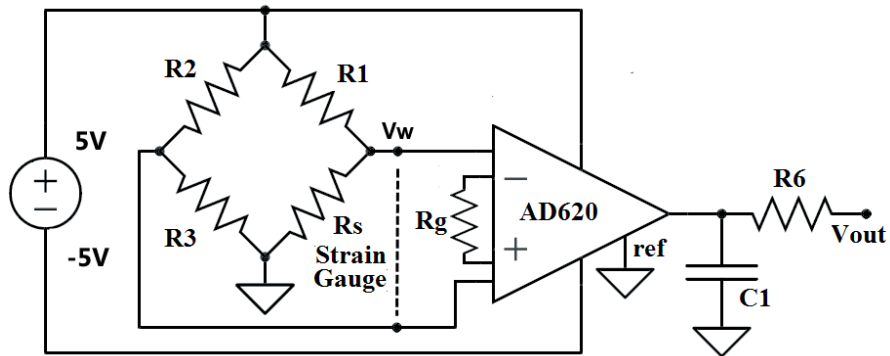 R2
R1
5V
Vw
R6
AD620
Rg
R3
Rs
ref
Vout
-5V
Strain
Gauge
C1